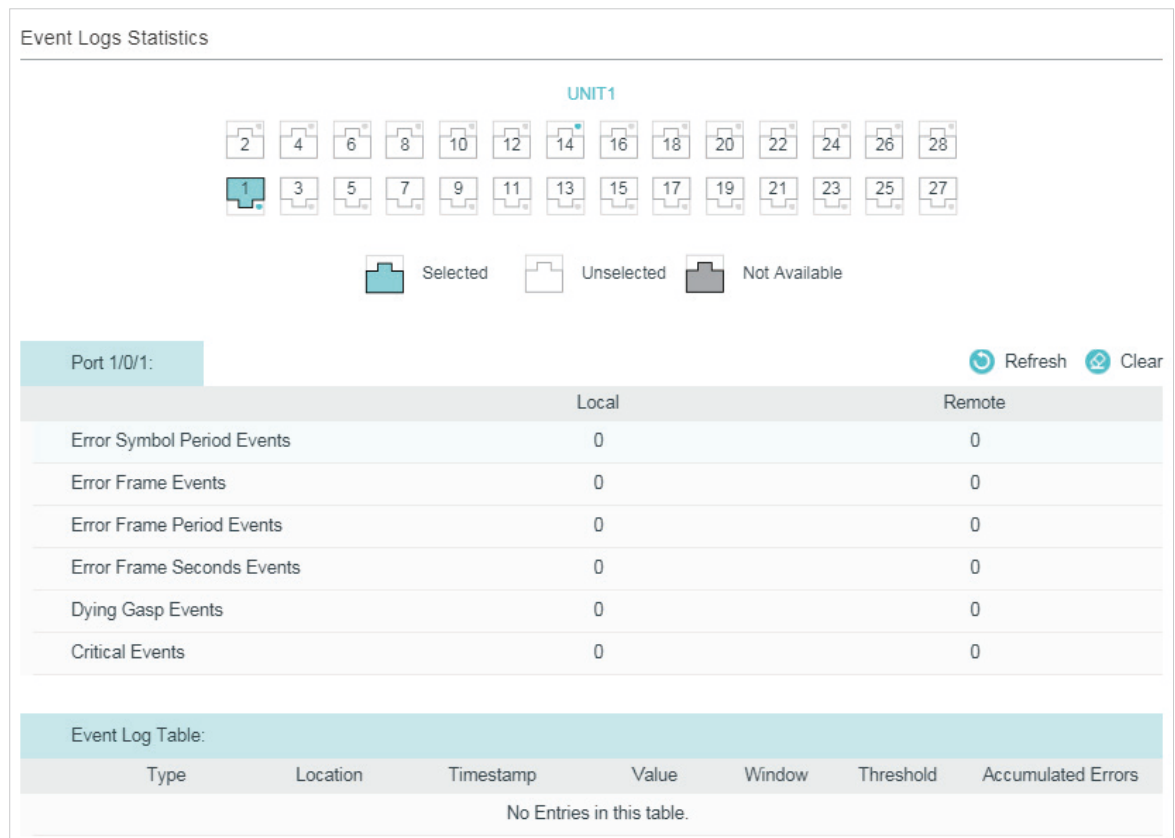 Event Logs Statistics
UNIT1
2 4 6 8 10 12 14 16 18 20 22 24 26 28
1 3 5 7 9 11 13 15 17 19 21 23 25 27
Selected Unselected Not Available
Port 1/0/1: Refresh Clear
Local Remote
Error Symbol Period Events 0 0
Error Frame Events 0 0
Error Frame Period Events 0 0
Error Frame Seconds Events 0 0
Dying Gasp Events 0 0
Critical Events 0 0
Event Log Table:
Type Location Timestamp Value Window Threshold Accumulated Errors
No Entries in this table.